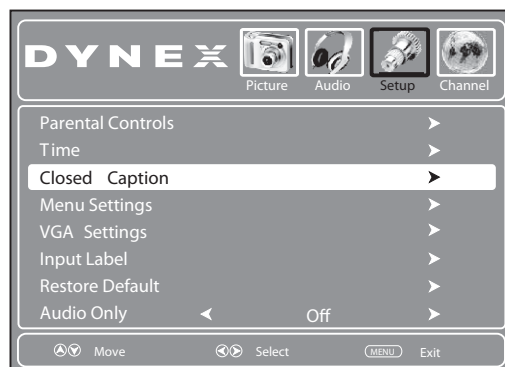 DYNEX
Picture Audio Setup Channel
Parental Controls
Time
Closed Caption
Menu Settings
VGA Settings
Input Label
Restore Default
Audio Only Off
Move Select MENU Exit